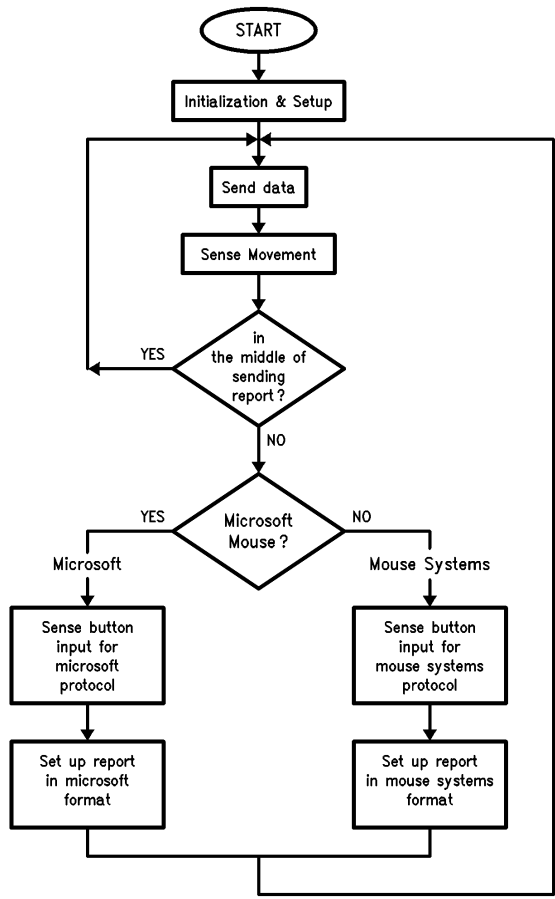 START
Initialization & Setup
Send data
Sense Movement
in
the middle of
sending
report?
YES
NO
Microsoft
Mouse?
YES
NO
Microsoft
Mouse Systems
Sense button
input for
microsoft
protocol
Sense button
input for
mouse systems
protocol
Set up report
in microsoft
format
Set up report
in mouse systems
format